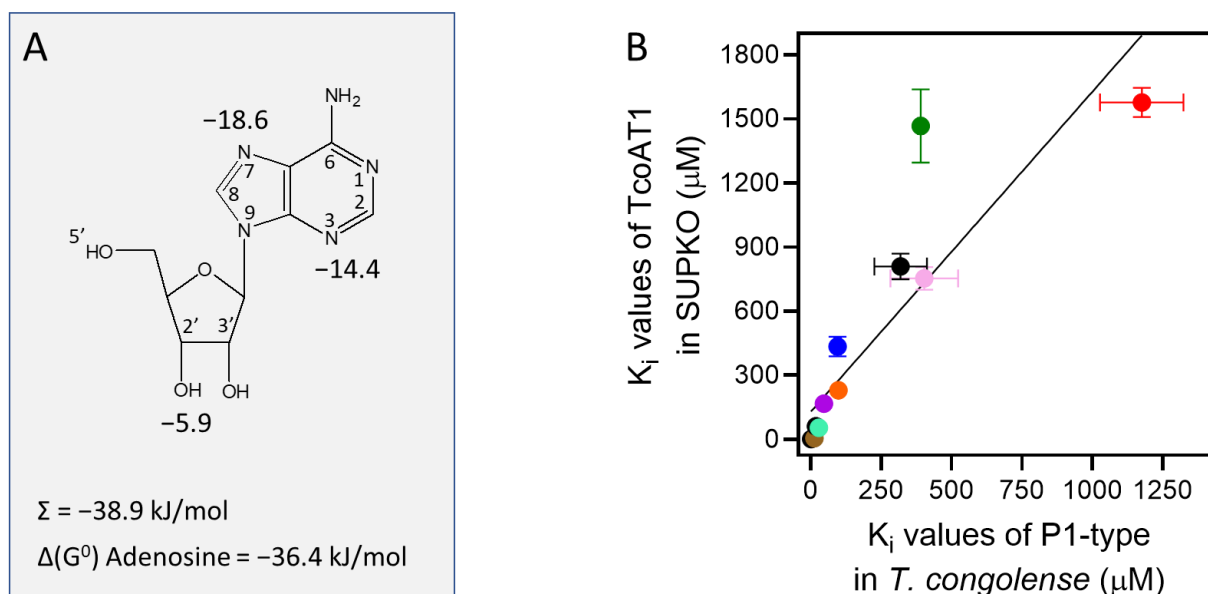 A
NH₂
−18.6
6
N
7
N
1
8
9
2
5′
N
3
N
HO
−14.4
O
2′
3′
OH
OH
−5.9
Σ = −38.9 kJ/mol
Δ(G⁰) Adenosine = −36.4 kJ/mol
B
Kᵢ values of TcoAT1
in SUPKO (µM)
1800
1500
1200
900
600
300
0
0 250 500 750 1000 1250
Kᵢ values of P1-type
in T. congolense (µM)